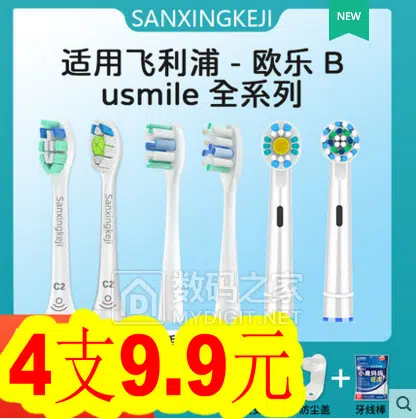 SANXINGKEJI
NEW
适用飞利浦 - 欧乐 B
usmile 全系列
Sanxingkeji
C2
Sanxingkeji
C2
数码之家
MYDIGIT.NET
4支9.9元
防尘盖
+
牙线棒